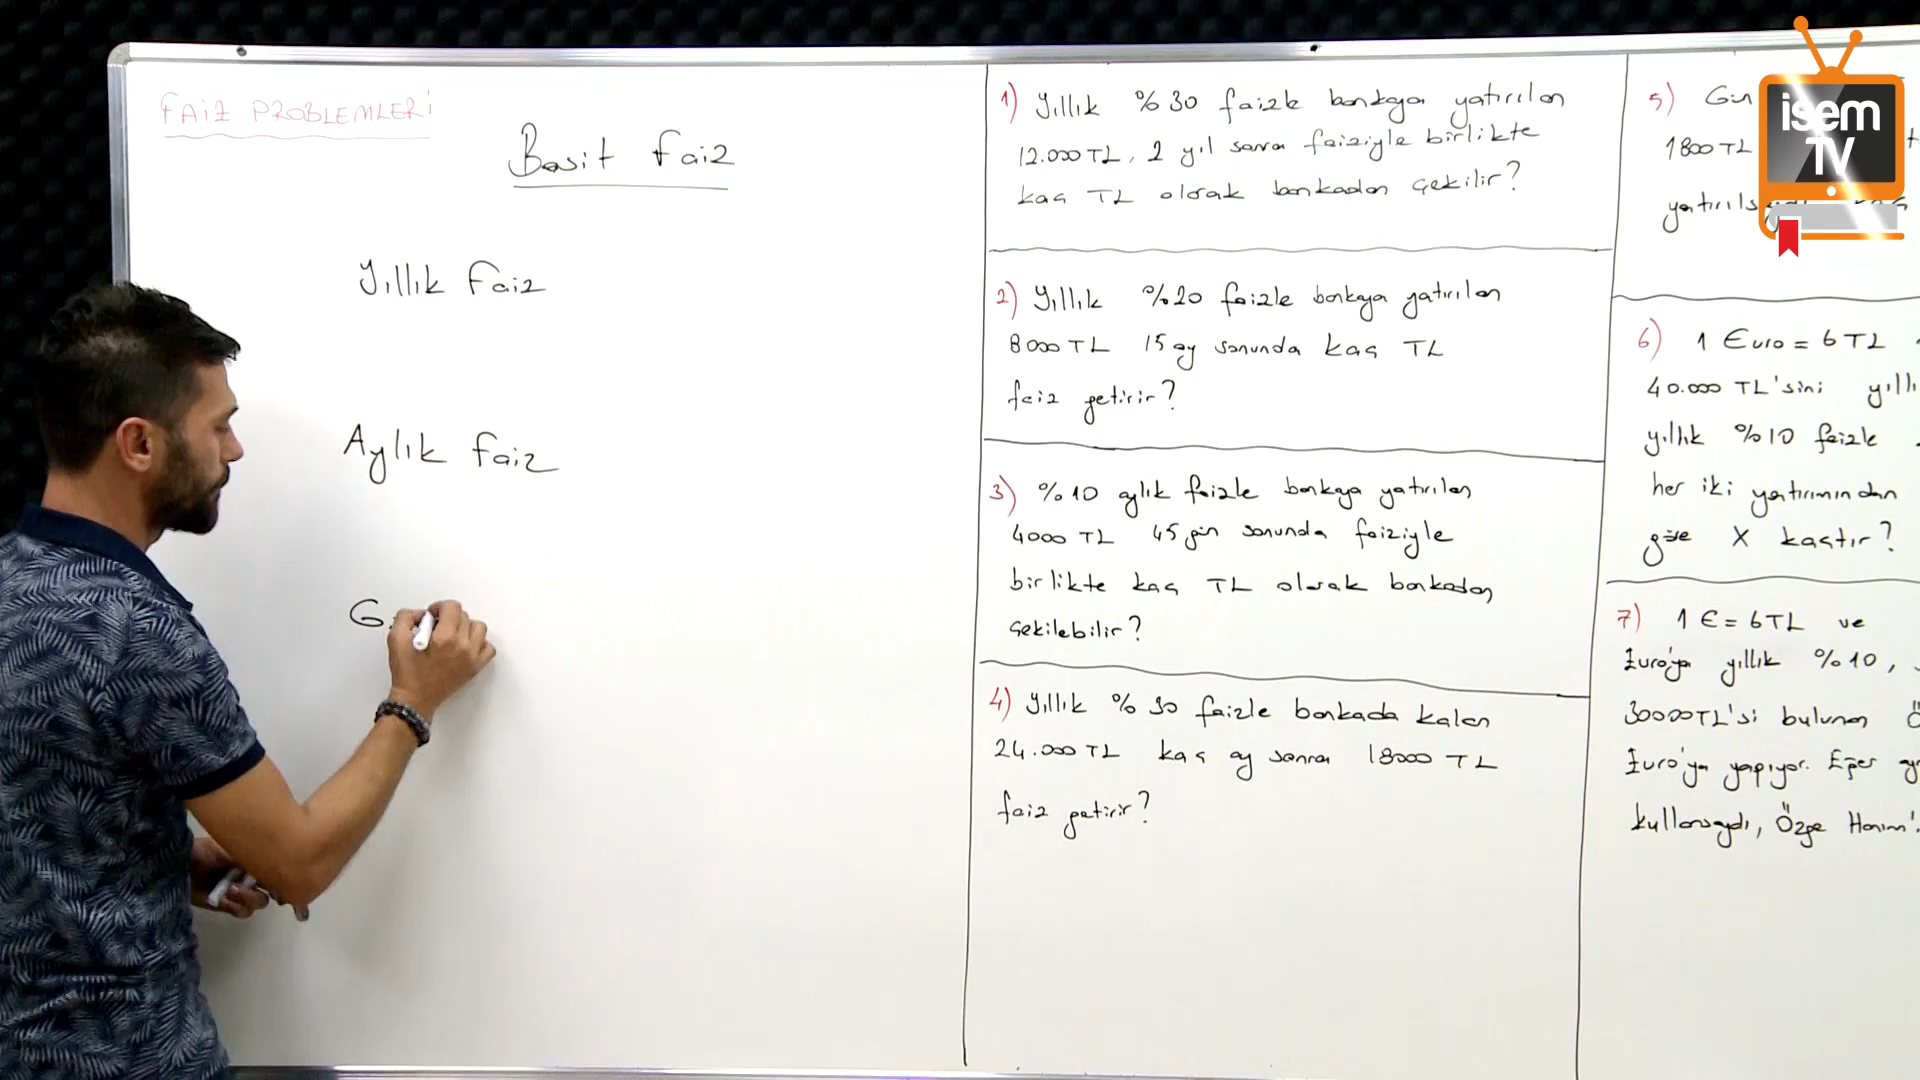 FAİZ PROBLEMLERİ
Basit Faiz
Yıllık Faiz
Aylık Faiz
G
1) Yıllık %30 faizle bankaya yatırılan
12.000 TL, 2 yıl sonra faiziyle birlikte
kaç TL olarak bankadan çekilir?
2) Yıllık %20 faizle bankaya yatırılan
8000 TL 15 ay sonunda kaç TL
faiz getirir?
3) %10 aylık faizle bankaya yatırılan
4000 TL 45 gün sonunda faiziyle
birlikte kaç TL olarak bankadan
çekilebilir?
4) Yıllık %30 faizle bankada kalan
24.000 TL kaç ay sonra 18000 TL
faiz getirir?
5)
1800 TL
6) 1 Euro = 6 TL
40.000 TL'sini yıllı
yıllık %10 faizle
her iki yatırımından
göre X kaçtır?
7) 1 € = 6 TL ve
Euro'ya yıllık %10,
30000TL'si bulunan Ö
Euro'ya yapıyor. Eğer ay
kullansaydı, Özge Hanım'
isem
TV